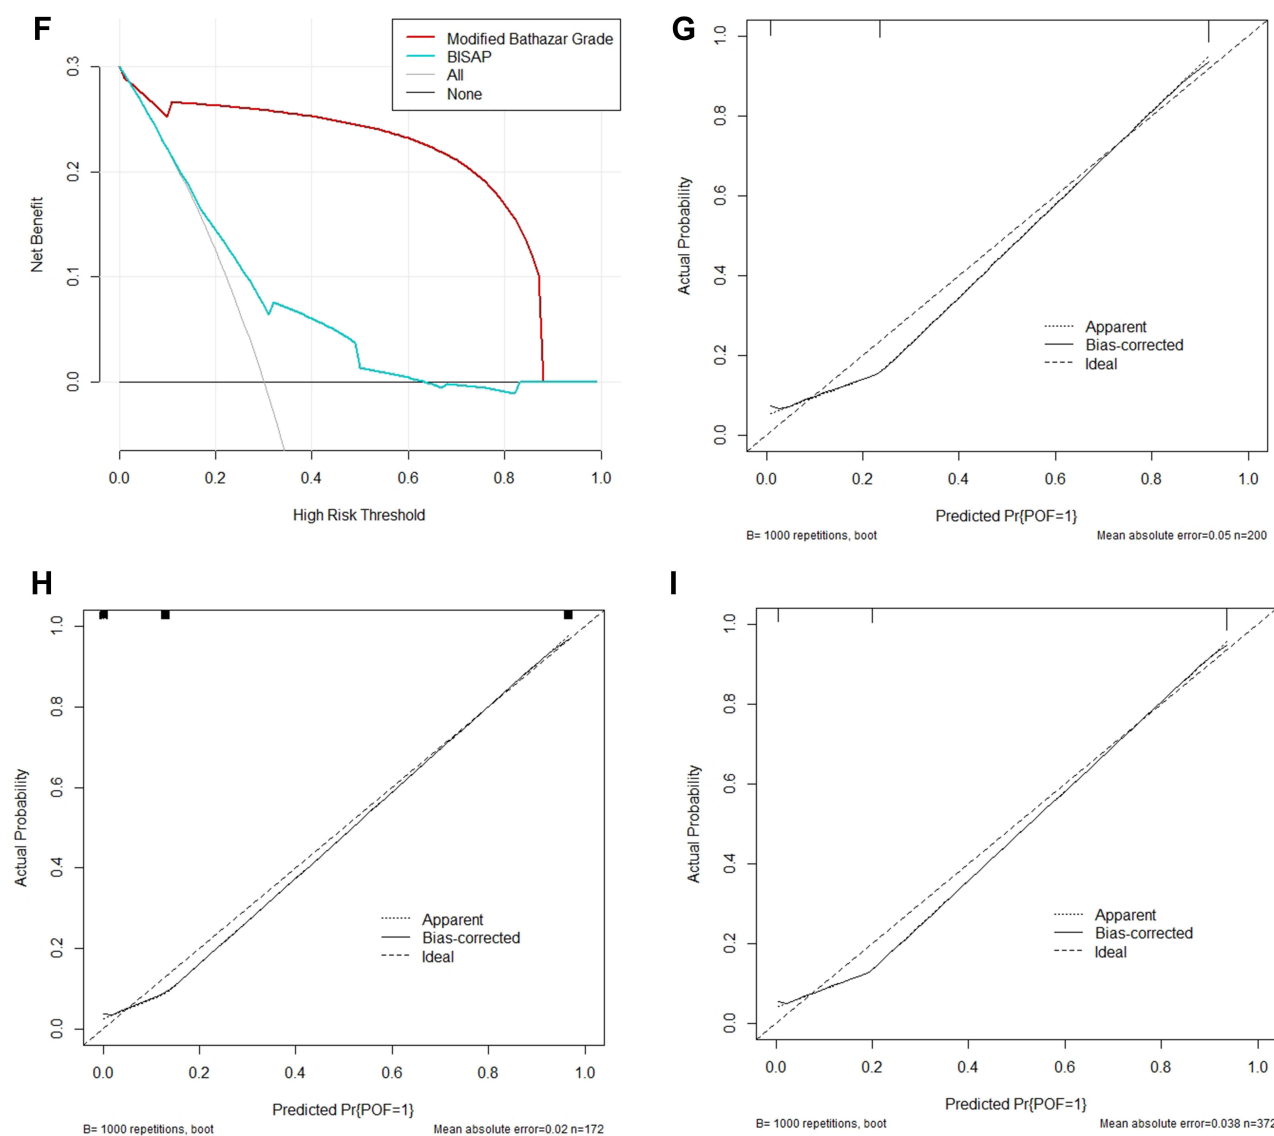 F
Modified Bathazar Grade
BISAP
All
None
0.3
0.2
0.1
0.0
Net Benefit
0.0 0.2 0.4 0.6 0.8 1.0
High Risk Threshold
G
1.0
0.8
0.6
0.4
0.2
0.0
Actual Probability
Apparent
Bias-corrected
Ideal
0.0 0.2 0.4 0.6 0.8 1.0
Predicted Pr{POF=1}
B= 1000 repetitions, boot
Mean absolute error=0.05 n=200
H
1.0
0.8
0.6
0.4
0.2
0.0
Actual Probability
Apparent
Bias-corrected
Ideal
0.0 0.2 0.4 0.6 0.8 1.0
Predicted Pr{POF=1}
B= 1000 repetitions, boot
Mean absolute error=0.02 n=172
I
1.0
0.8
0.6
0.4
0.2
0.0
Actual Probability
Apparent
Bias-corrected
Ideal
0.0 0.2 0.4 0.6 0.8 1.0
Predicted Pr{POF=1}
B= 1000 repetitions, boot
Mean absolute error=0.038 n=372